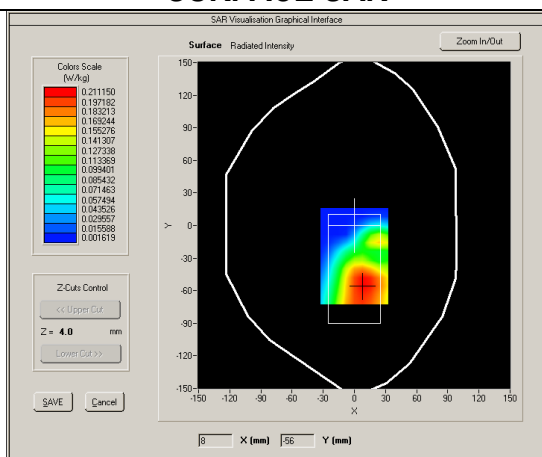 SURFACE SAR
SAR Visualisation Graphical Interface
Surface Radiated Intensity
Zoom In/Out
Colors Scale
(W/kg)
0.211150
0.197182
0.183213
0.169244
0.155276
0.141307
0.127338
0.113369
0.099401
0.085432
0.071463
0.057494
0.043526
0.029557
0.015588
0.001619
Z-Cuts Control
<< Upper Cut
Z = 4.0 mm
Lower Cut >>
SAVE
Cancel
150-
120-
90-
60-
30-
0-
-30-
-60-
-90-
-120-
-150-
Y
-150 -120 -90 -60 -30 0 30 60 90 120 150
X
8 X (mm) -56 Y (mm)